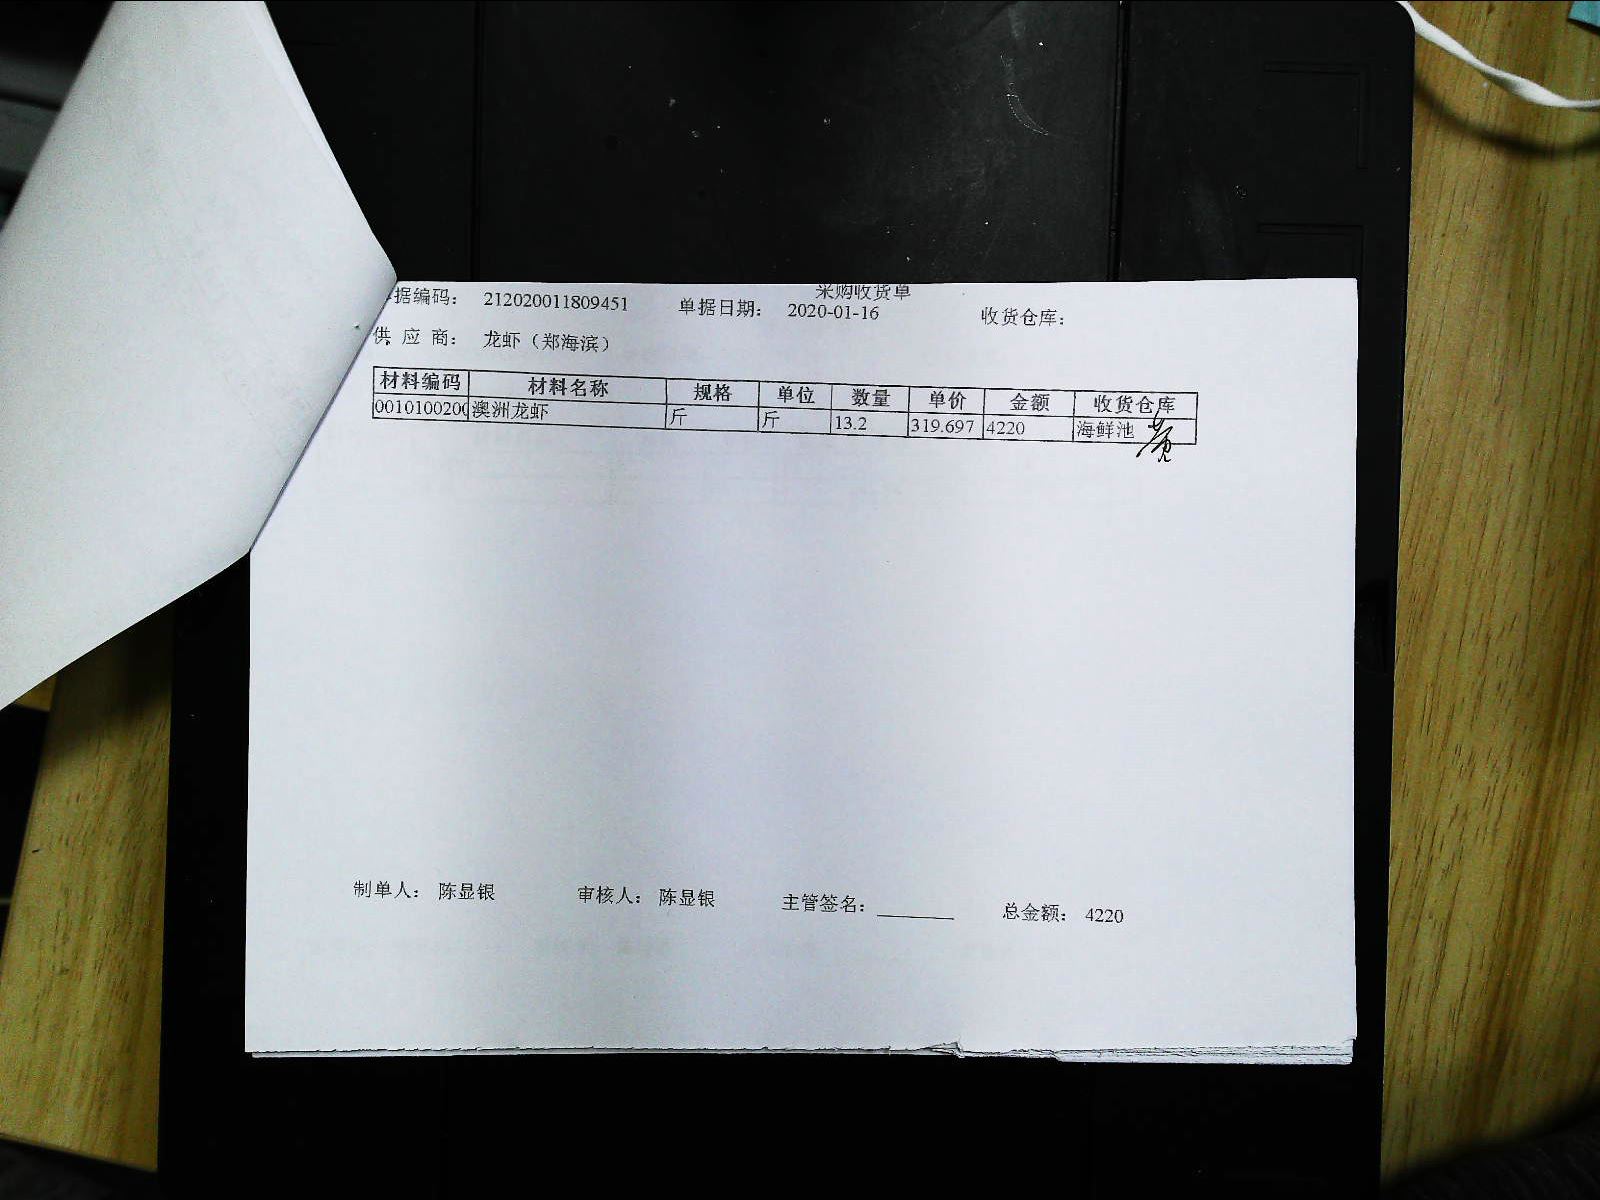 采购收货单
据编码： 212020011809451 单据日期： 2020-01-16 收货仓库：
供 应 商： 龙虾（郑海滨）
材料编码 材料名称 规格 单位 数量 单价 金额 收货仓库
0010100200 澳洲龙虾 斤 斤 13.2 319.697 4220 海鲜池
制单人： 陈显银 审核人： 陈显银 主管签名： 总金额： 4220